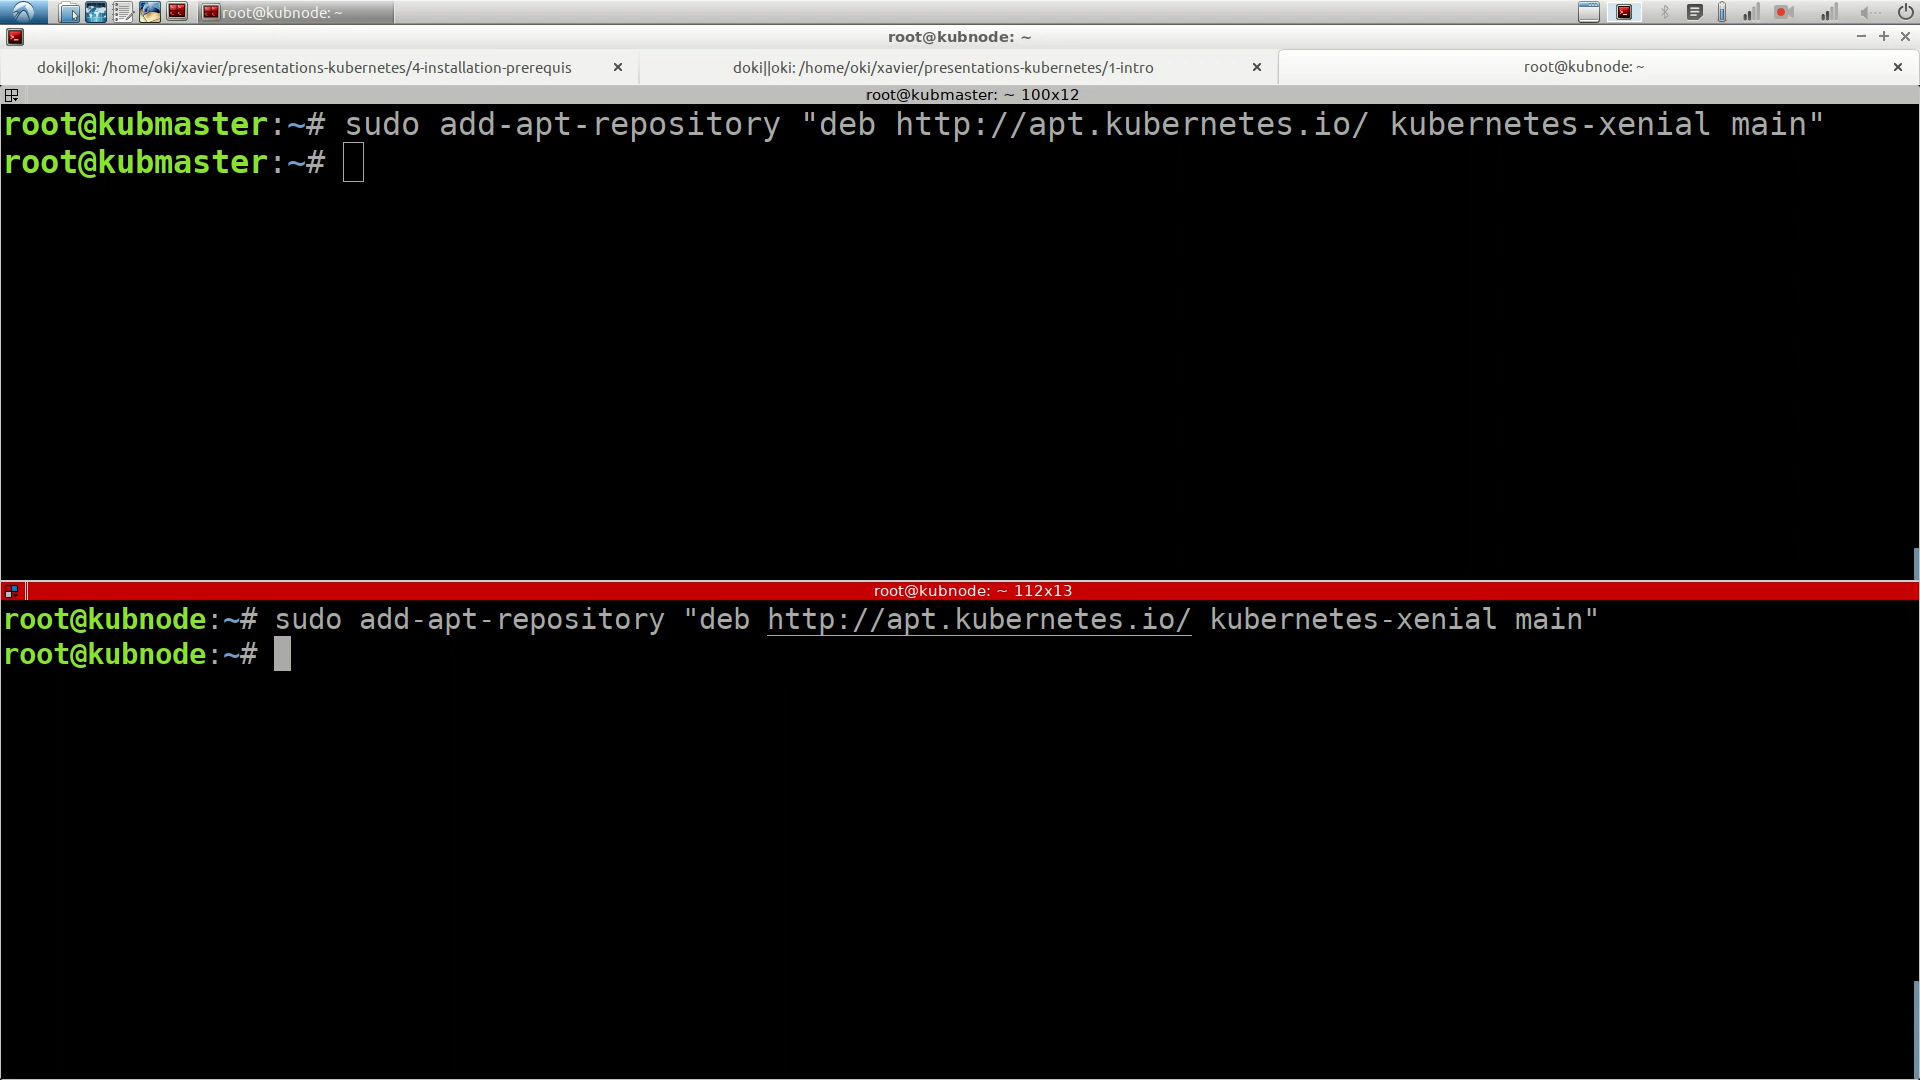 root@kubnode: ~
root@kubnode: ~
doki||oki: /home/oki/xavier/presentations-kubernetes/4-installation-prerequis
doki||oki: /home/oki/xavier/presentations-kubernetes/1-intro
root@kubnode: ~
root@kubmaster: ~ 100x12
root@kubmaster:~# sudo add-apt-repository "deb http://apt.kubernetes.io/ kubernetes-xenial main"
root@kubmaster:~#
root@kubnode: ~ 112x13
root@kubnode:~# sudo add-apt-repository "deb http://apt.kubernetes.io/ kubernetes-xenial main"
root@kubnode:~#